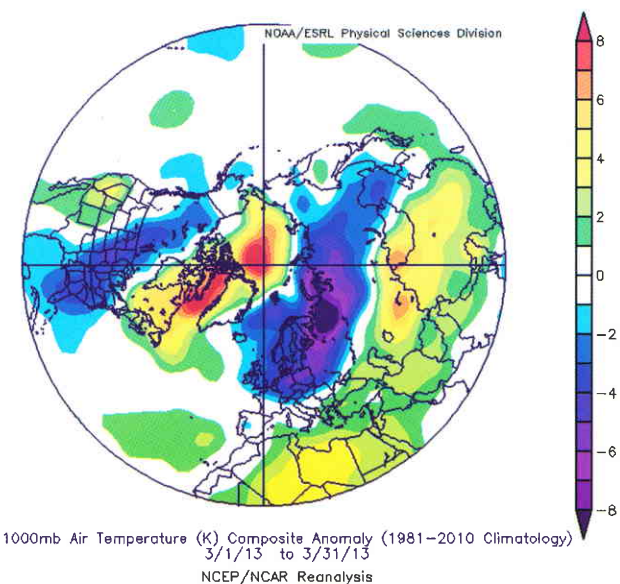 NOAA/ESRL Physical Sciences Division
8
6
4
2
0
-2
-4
-6
-8
1000mb Air Temperature (K) Composite Anomaly (1981-2010 Climatology)
3/1/13 to 3/31/13
NCEP/NCAR Reanalysis